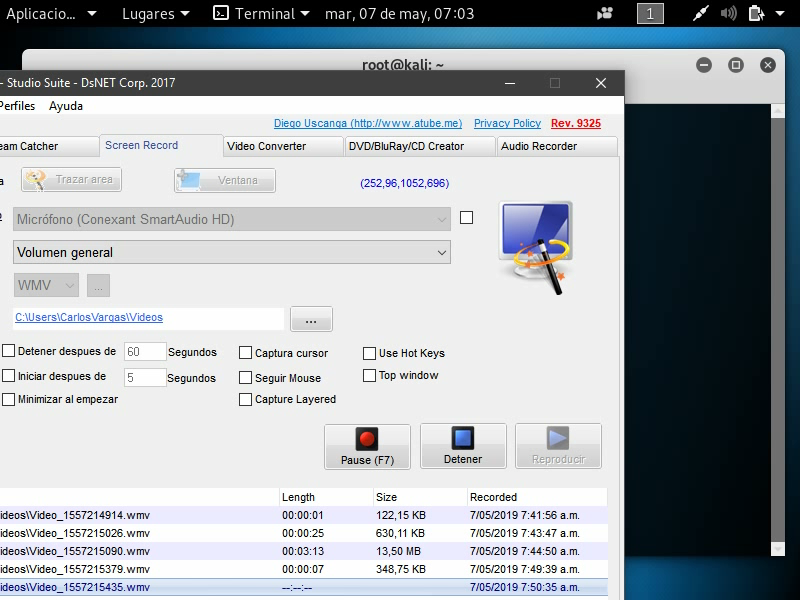 Aplicacio... Lugares Terminal mar, 07 de may, 07:03 1
root@kali: ~
- Studio Suite - DsNET Corp. 2017
Perfiles Ayuda
Diego Uscanga (http://www.atube.me) Privacy Policy Rev. 9325
eam Catcher Screen Record Video Converter DVD/BluRay/CD Creator Audio Recorder
a Trazar area Ventana (252,96,1052,696)
Micrófono (Conexant SmartAudio HD)
Volumen general
WMV ...
C:\Users\CarlosVargas\Videos ...
Detener despues de 60 Segundos Captura cursor Use Hot Keys
Iniciar despues de 5 Segundos Seguir Mouse Top window
Minimizar al empezar Capture Layered
Pause (F7) Detener Reproducir
Length Size Recorded
ideos\Video_1557214914.wmv 00:00:01 122,15 KB 7/05/2019 7:41:56 a.m.
ideos\Video_1557215026.wmv 00:00:25 630,11 KB 7/05/2019 7:43:47 a.m.
ideos\Video_1557215090.wmv 00:03:13 13,50 MB 7/05/2019 7:44:50 a.m.
ideos\Video_1557215379.wmv 00:00:07 348,75 KB 7/05/2019 7:49:39 a.m.
ideos\Video_1557215435.wmv --:--:-- 7/05/2019 7:50:35 a.m.